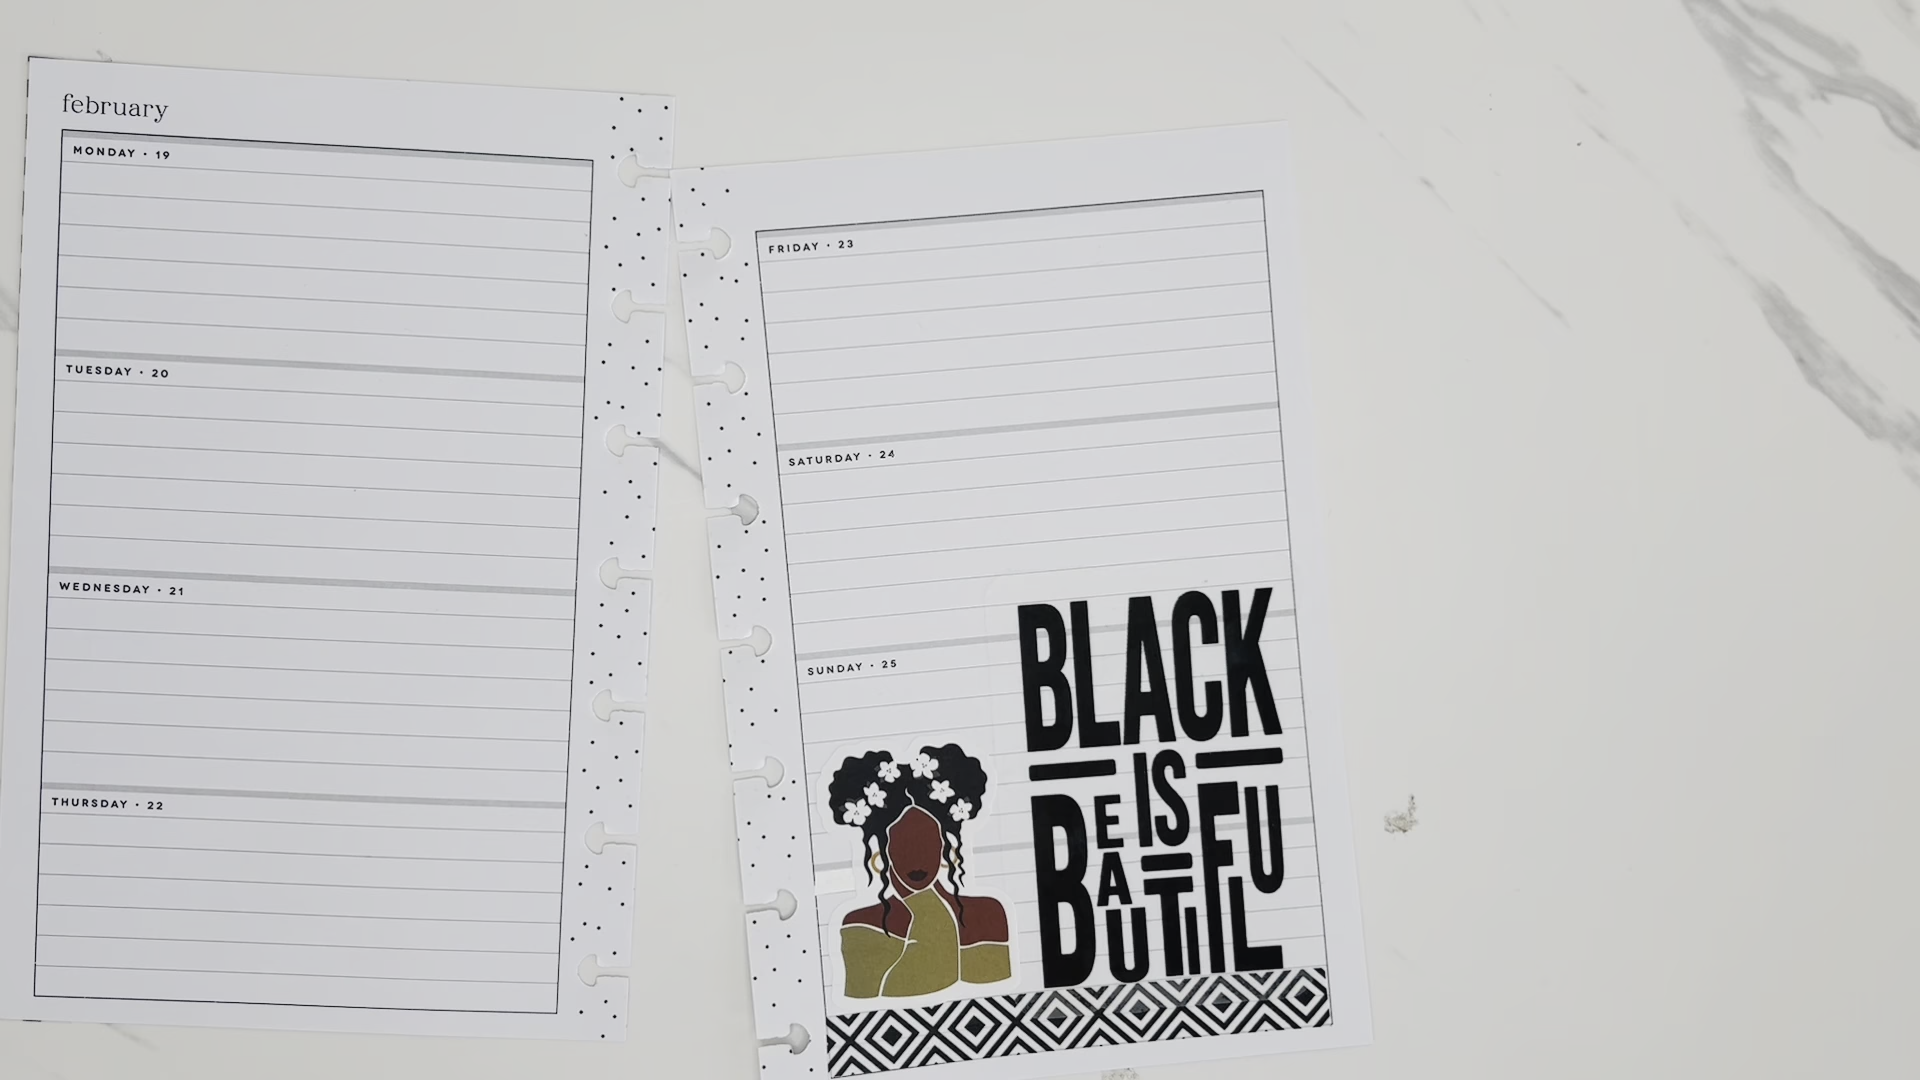 february
MONDAY · 19
TUESDAY · 20
WEDNESDAY · 21
THURSDAY · 22
FRIDAY · 23
SATURDAY · 24
SUNDAY · 25
BLACK
IS
BEAUTIFUL